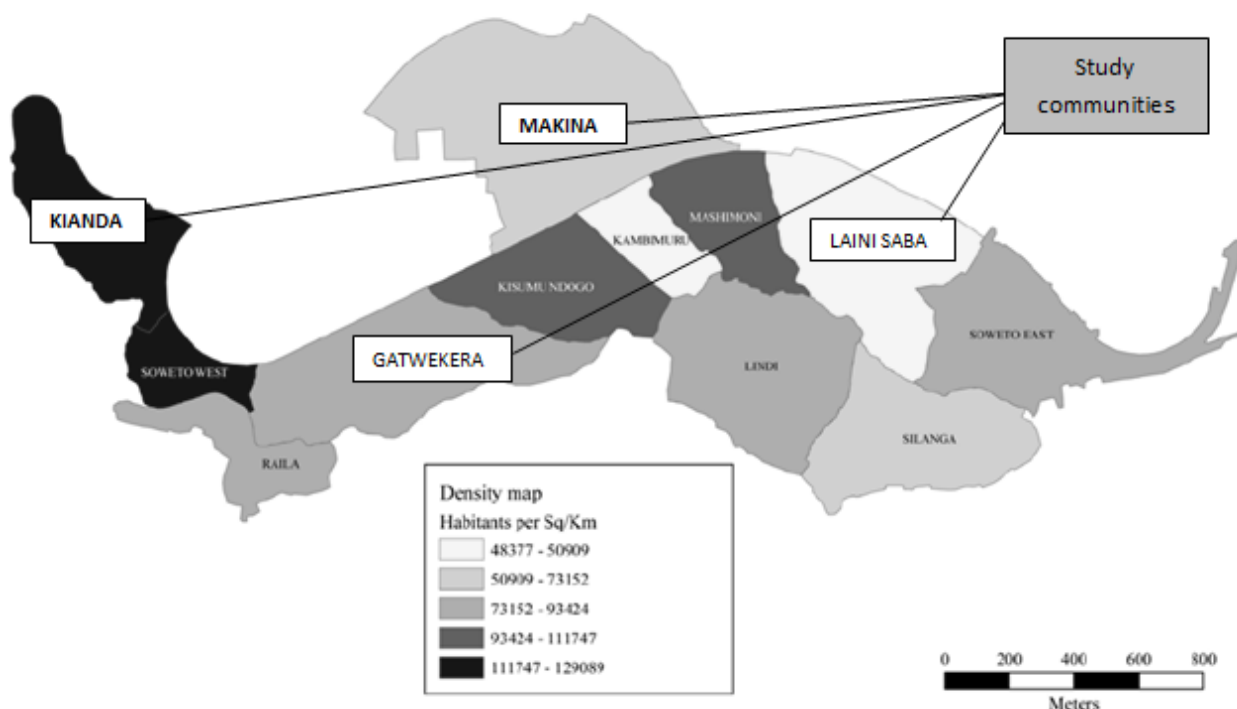 Study
communities
MAKINA
KIANDA
MASHIMONI
KAMBIMURU
LAINI SABA
KISUMU NDOGO
SOWETO EAST
GATWEKERA
LINDI
SOWETO WEST
SILANGA
RAILA
Density map
Habitants per Sq/Km
48377 - 50909
50909 - 73152
73152 - 93424
93424 - 111747
111747 - 129089
0 200 400 600 800
Meters